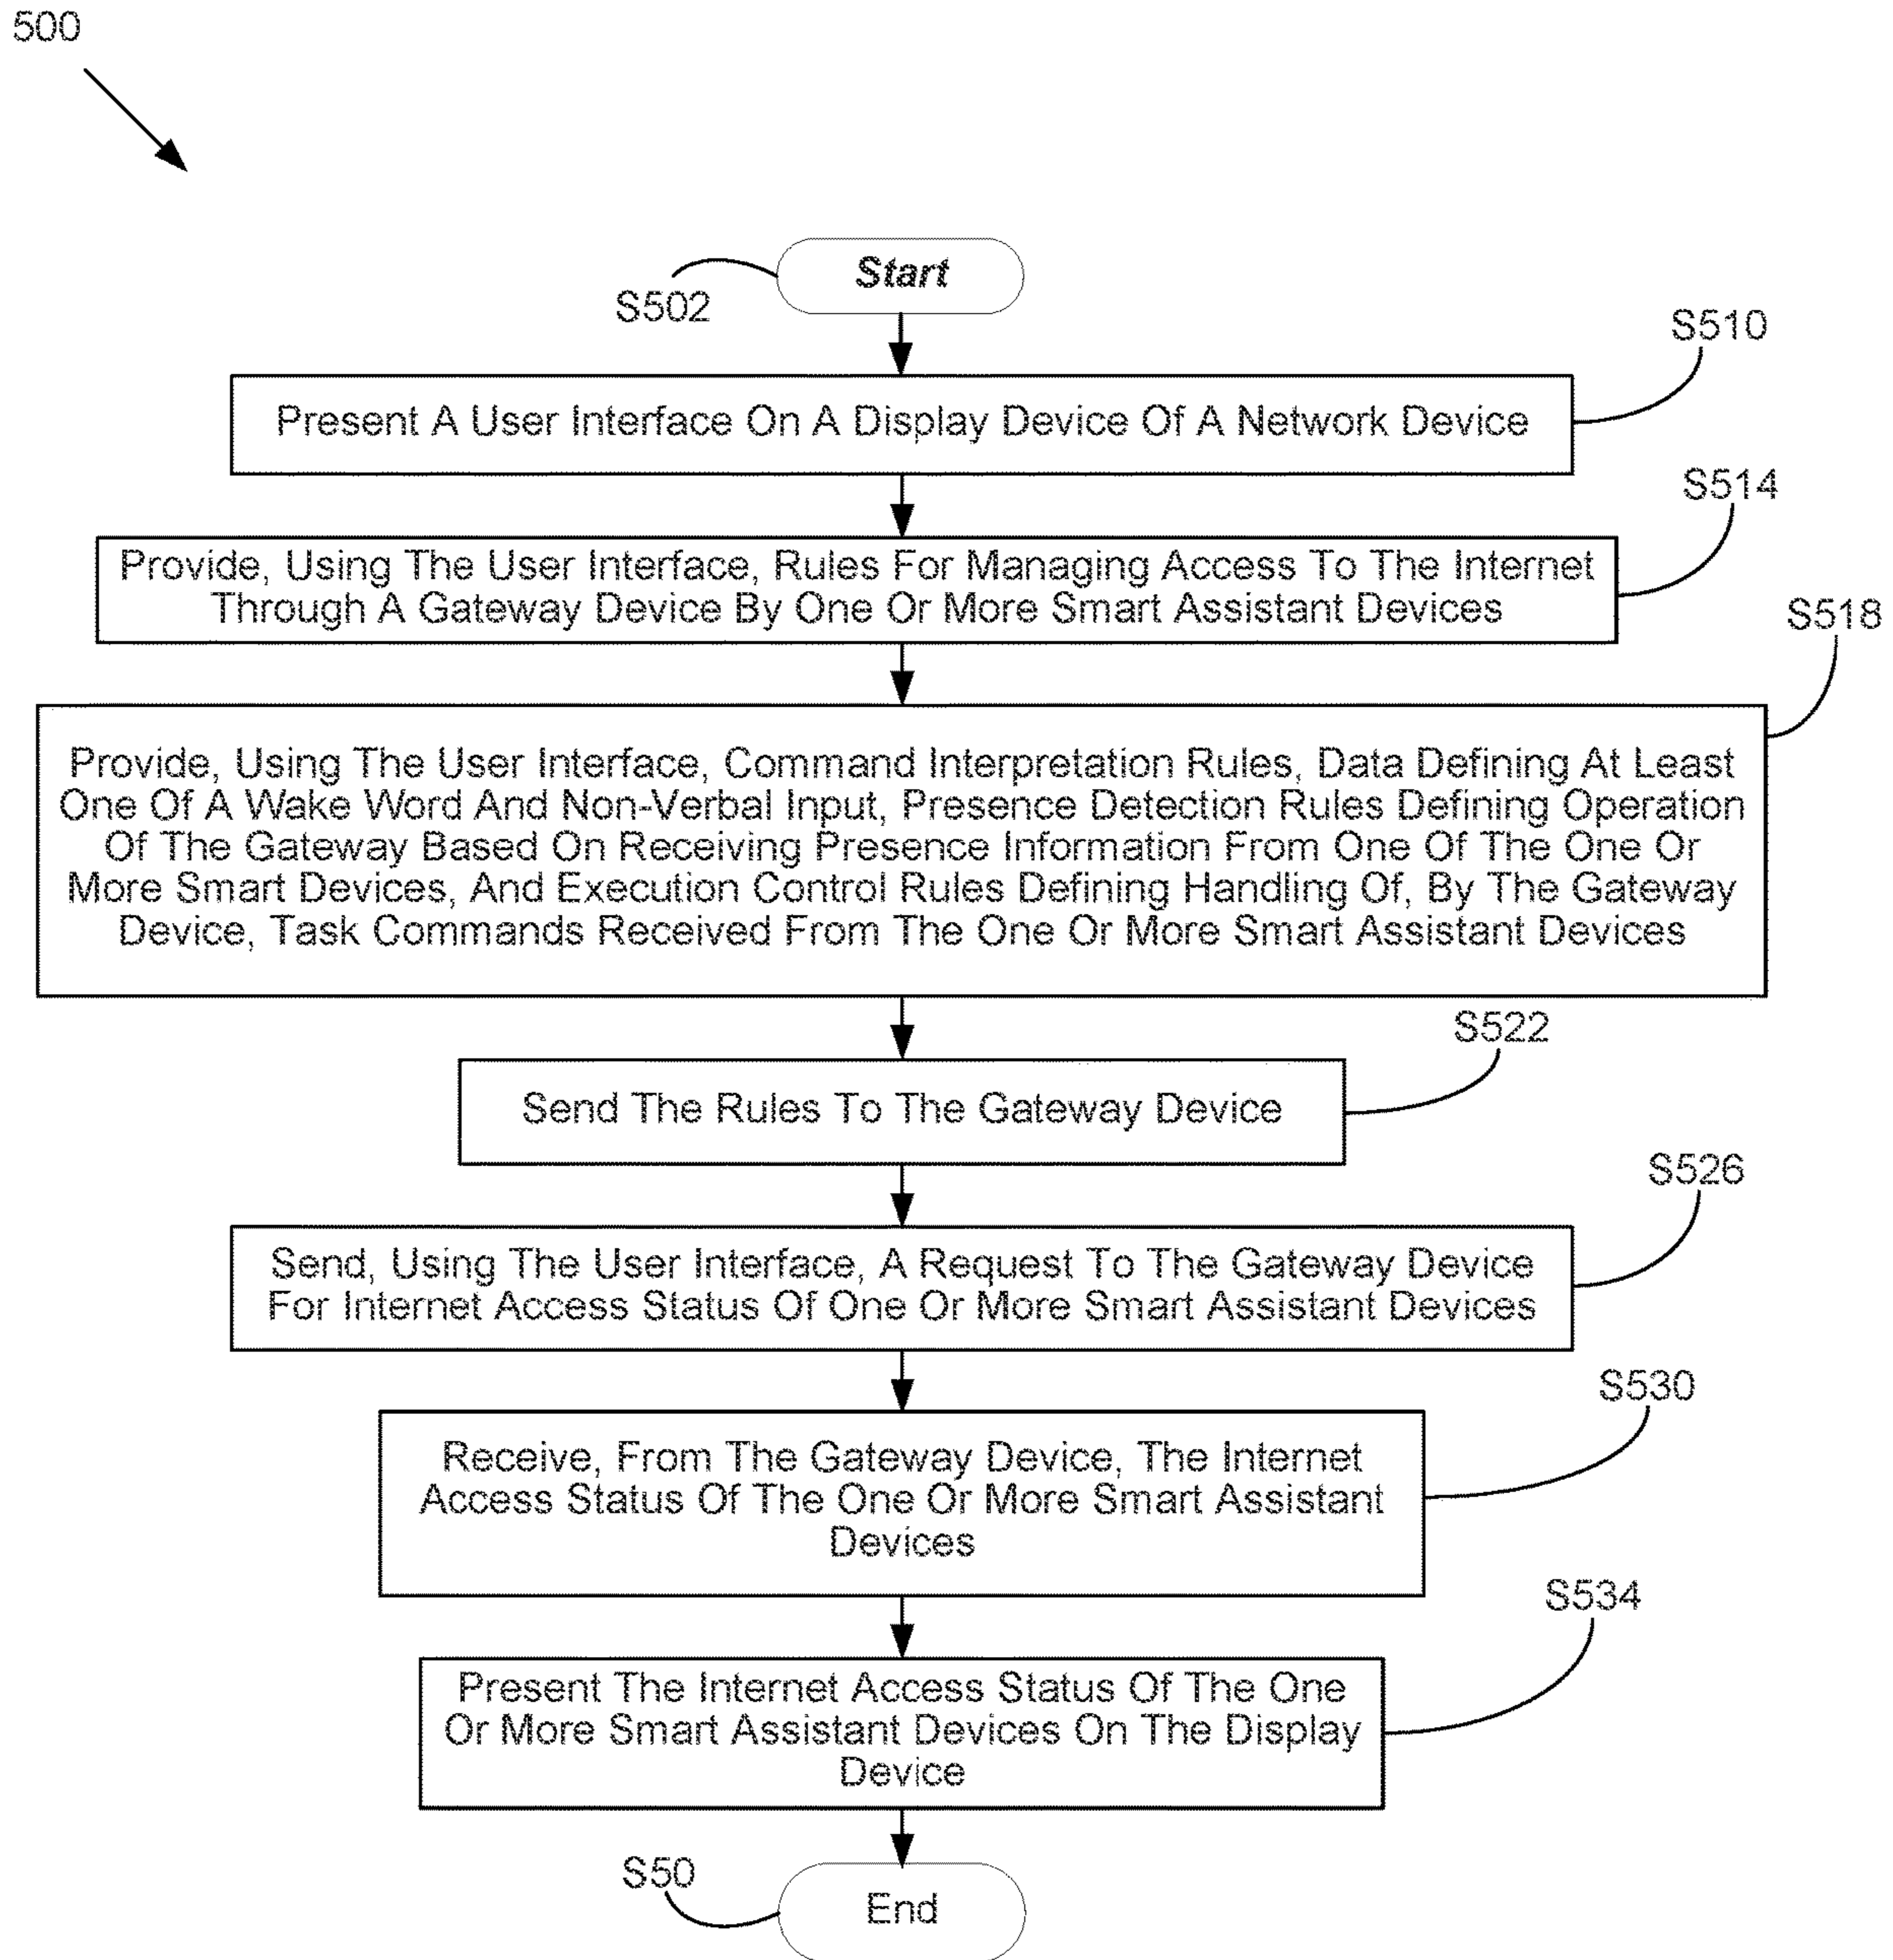 500
Start
S502
S510
Present A User Interface On A Display Device Of A Network Device
S514
Provide, Using The User Interface, Rules For Managing Access To The Internet
Through A Gateway Device By One Or More Smart Assistant Devices
S518
Provide, Using The User Interface, Command Interpretation Rules, Data Defining At Least
One Of A Wake Word And Non-Verbal Input, Presence Detection Rules Defining Operation
Of The Gateway Based On Receiving Presence Information From One Of The One Or
More Smart Devices, And Execution Control Rules Defining Handling Of, By The Gateway
Device, Task Commands Received From The One Or More Smart Assistant Devices
S522
Send The Rules To The Gateway Device
S526
Send, Using The User Interface, A Request To The Gateway Device
For Internet Access Status Of One Or More Smart Assistant Devices
S530
Receive, From The Gateway Device, The Internet
Access Status Of The One Or More Smart Assistant
Devices
S534
Present The Internet Access Status Of The One
Or More Smart Assistant Devices On The Display
Device
S50
End